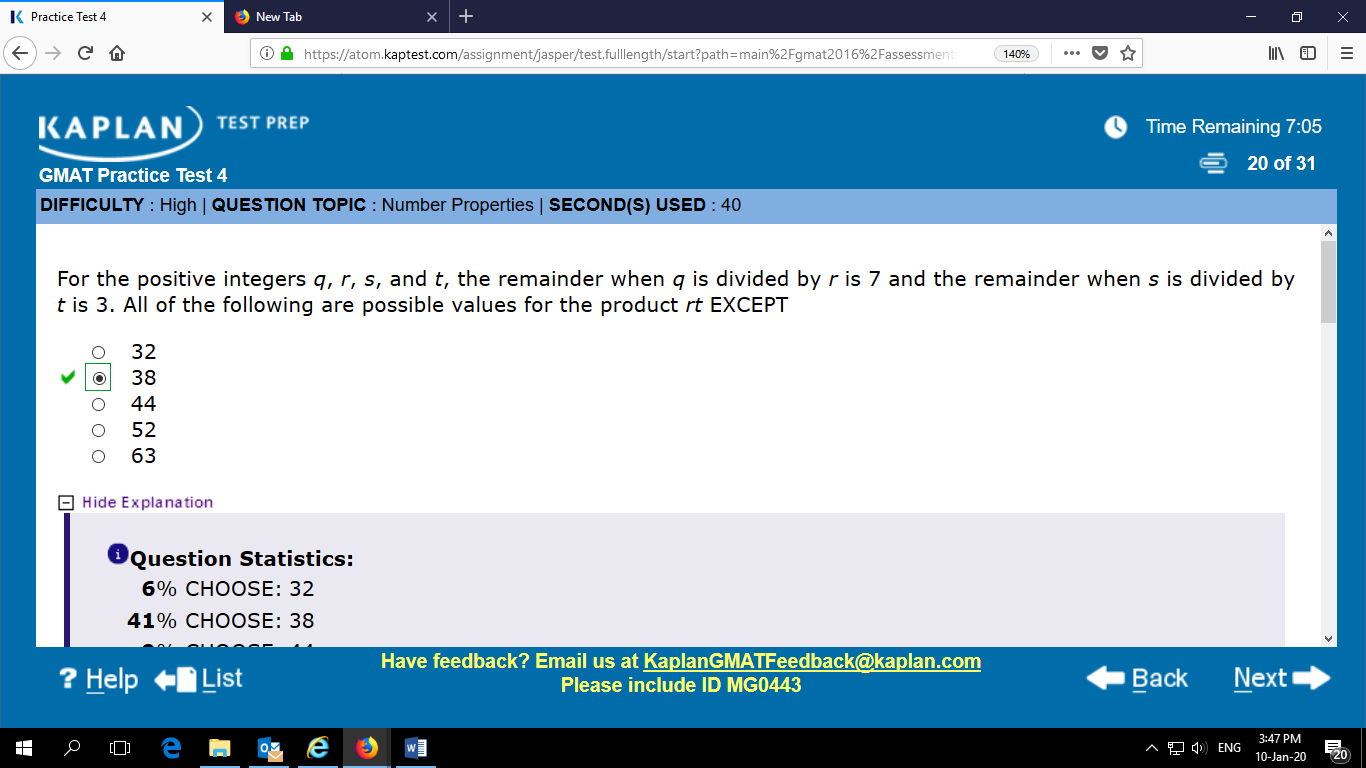 Practice Test 4
New Tab
https://atom.kaptest.com/assignment/jasper/test.fulllength/start?path=main%2Fgmat2016%2Fassessment
140%
KAPLAN TEST PREP
Time Remaining 7:05
GMAT Practice Test 4
20 of 31
DIFFICULTY : High | QUESTION TOPIC : Number Properties | SECOND(S) USED : 40
For the positive integers q, r, s, and t, the remainder when q is divided by r is 7 and the remainder when s is divided by
t is 3. All of the following are possible values for the product rt EXCEPT
32
38
44
52
63
Hide Explanation
Question Statistics:
6% CHOOSE: 32
41% CHOOSE: 38
Have feedback? Email us at KaplanGMATFeedback@kaplan.com
Please include ID MG0443
? Help
List
Back
Next
ENG
3:47 PM
10-Jan-20
20